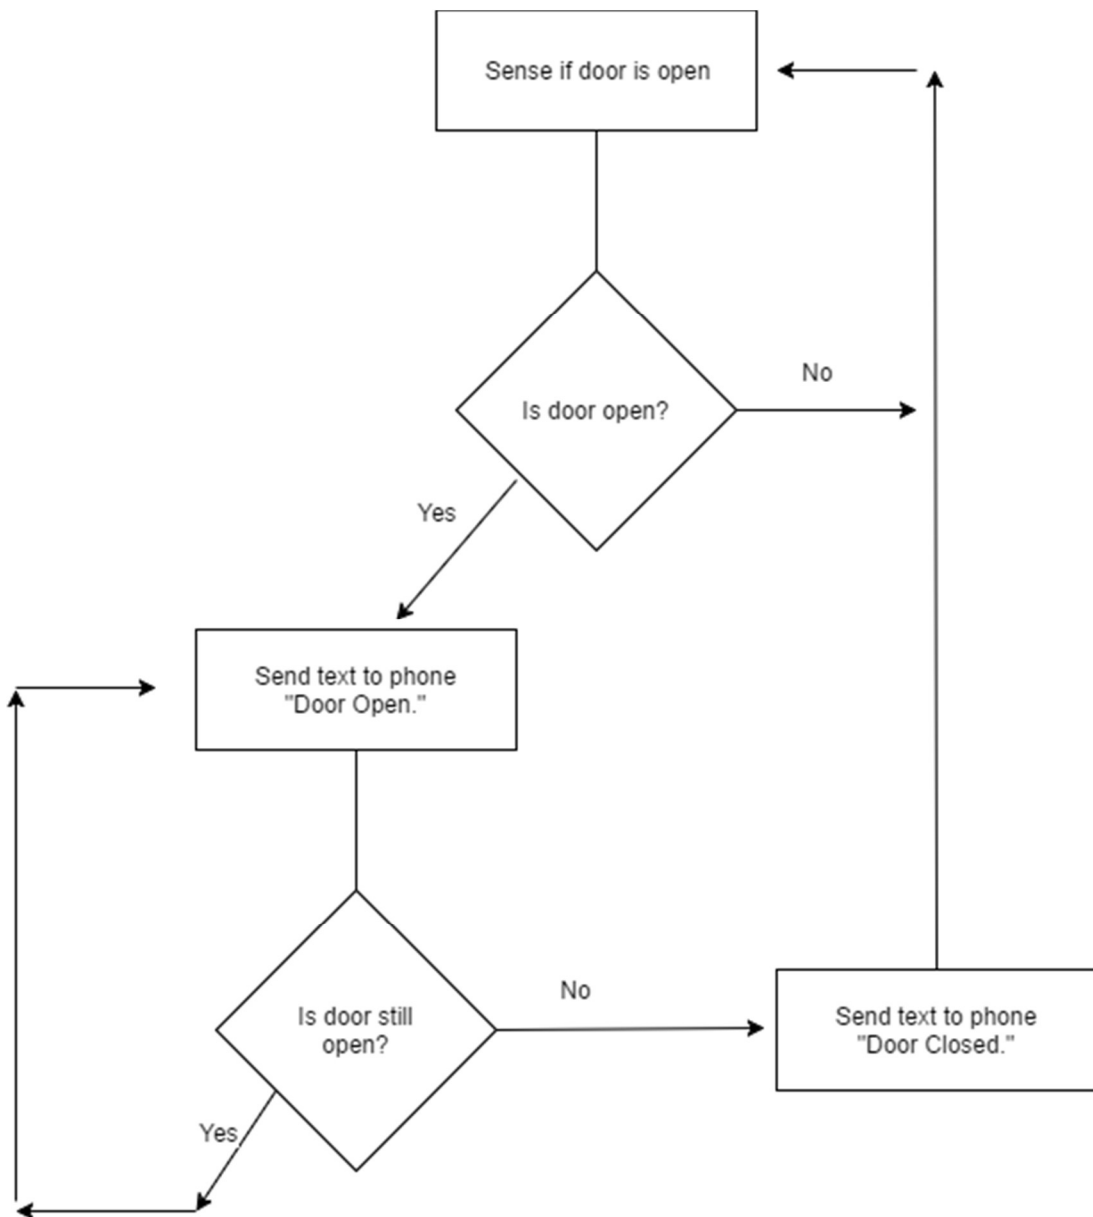 Sense if door is open
Is door open?
No
Yes
Send text to phone
"Door Open."
Is door still
open?
No
Send text to phone
"Door Closed."
Yes